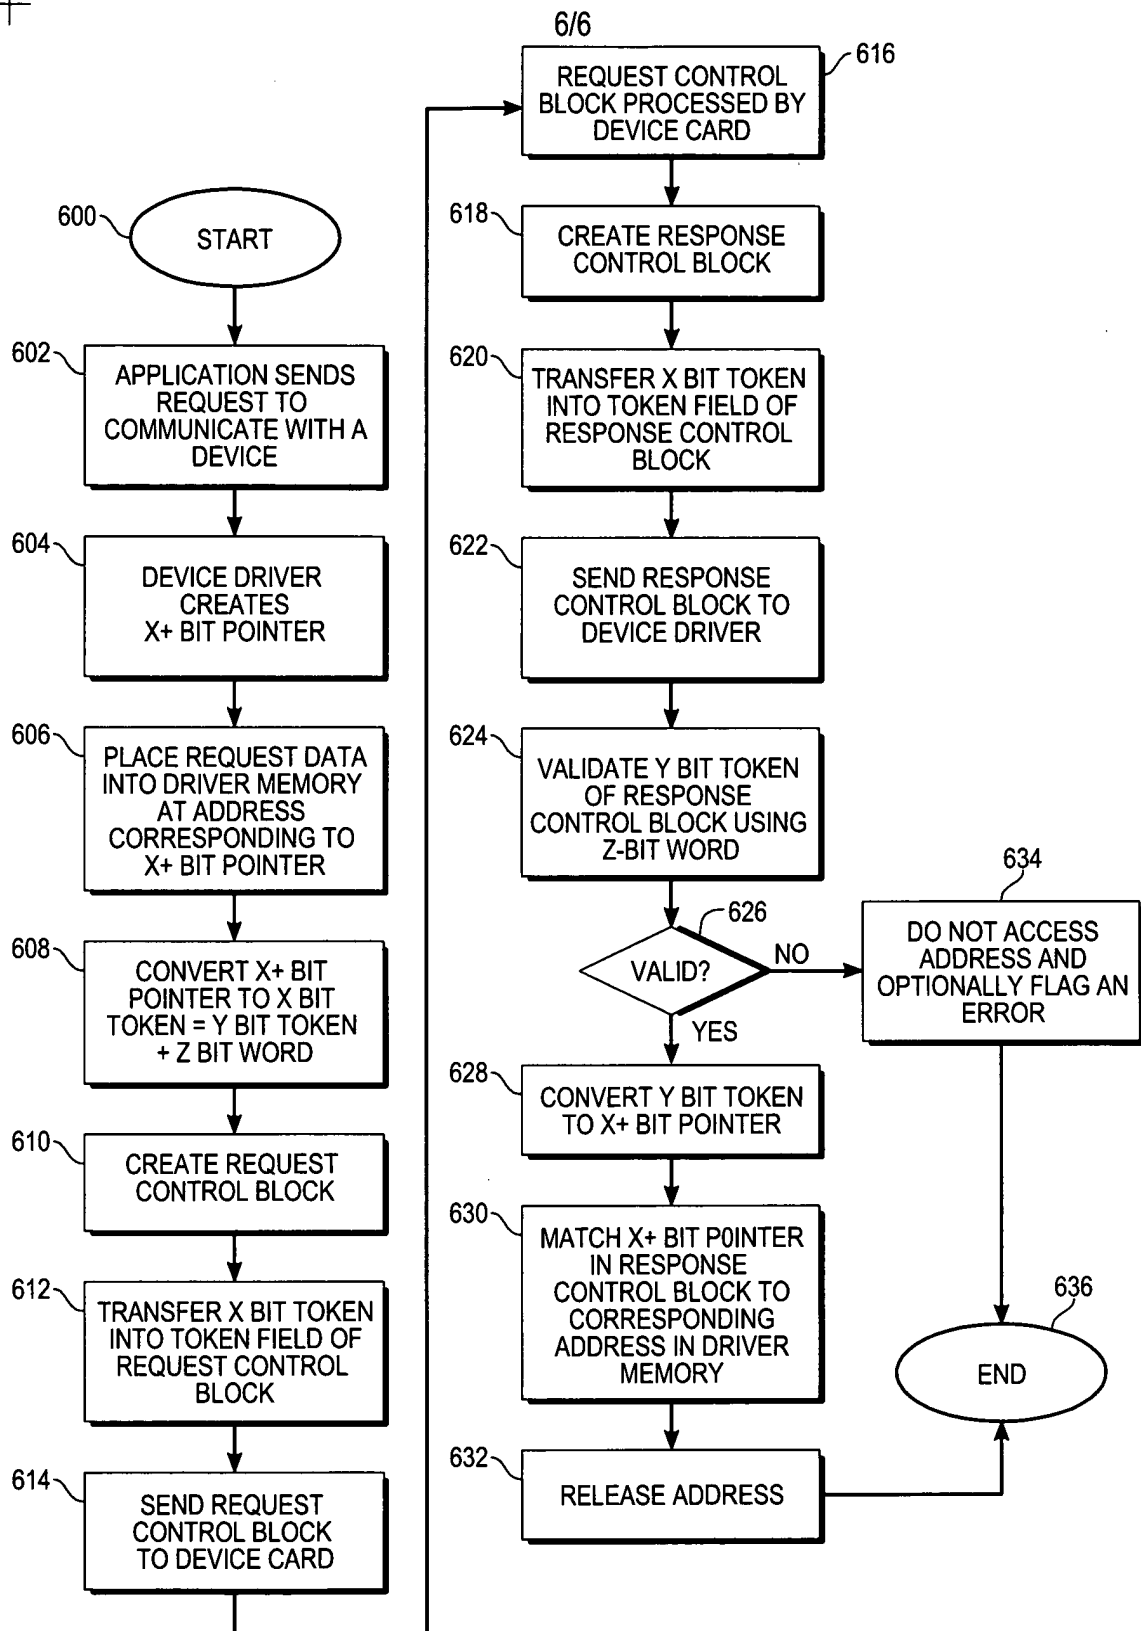 6/6
600
START
602
APPLICATION SENDS
REQUEST TO
COMMUNICATE WITH A
DEVICE
604
DEVICE DRIVER
CREATES
X+ BIT POINTER
606
PLACE REQUEST DATA
INTO DRIVER MEMORY
AT ADDRESS
CORRESPONDING TO
X+ BIT POINTER
608
CONVERT X+ BIT
POINTER TO X BIT
TOKEN = Y BIT TOKEN
+ Z BIT WORD
610
CREATE REQUEST
CONTROL BLOCK
612
TRANSFER X BIT TOKEN
INTO TOKEN FIELD OF
REQUEST CONTROL
BLOCK
614
SEND REQUEST
CONTROL BLOCK
TO DEVICE CARD
616
REQUEST CONTROL
BLOCK PROCESSED BY
DEVICE CARD
618
CREATE RESPONSE
CONTROL BLOCK
620
TRANSFER X BIT TOKEN
INTO TOKEN FIELD OF
RESPONSE CONTROL
BLOCK
622
SEND RESPONSE
CONTROL BLOCK TO
DEVICE DRIVER
624
VALIDATE Y BIT TOKEN
OF RESPONSE
CONTROL BLOCK USING
Z-BIT WORD
626
VALID?
NO
YES
634
DO NOT ACCESS
ADDRESS AND
OPTIONALLY FLAG AN
ERROR
628
CONVERT Y BIT TOKEN
TO X+ BIT POINTER
630
MATCH X+ BIT P0INTER
IN RESPONSE
CONTROL BLOCK TO
CORRESPONDING
ADDRESS IN DRIVER
MEMORY
632
RELEASE ADDRESS
636
END